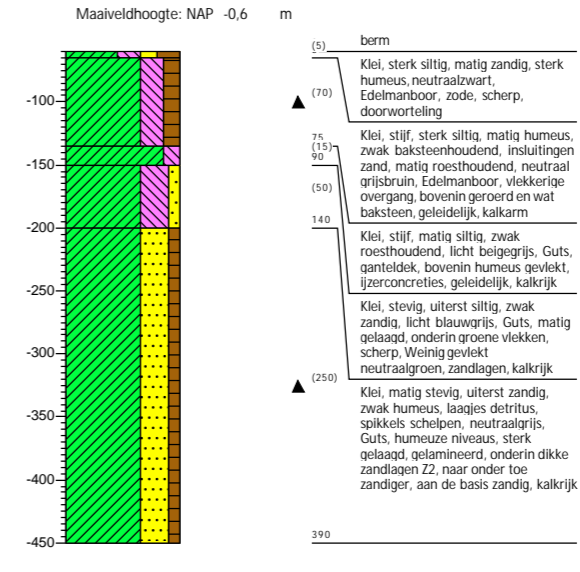 Maaiveldhoogte: NAP -0,6 m
-100
-150
-200
-250
-300
-350
-400
-450
(5)
berm
(70)
Klei, sterk siltig, matig zandig, sterk
humeus, neutraalzwart,
Edelmanboor, zode, scherp,
doorworteling
75
(15)
90
Klei, stijf, sterk siltig, matig humeus,
zwak baksteenhoudend, insluitingen
zand, matig roesthoudend, neutraal
grijsbruin, Edelmanboor, vlekkerige
overgang, bovenin geroerd en wat
baksteen, geleidelijk, kalkarm
(50)
140
Klei, stijf, matig siltig, zwak
roesthoudend, licht beigegrijs, Guts,
ganteldek, bovenin humeus gevlekt,
ijzerconcreties, geleidelijk, kalkrijk
Klei, stevig, uiterst siltig, zwak
zandig, licht blauwgrijs, Guts, matig
gelaagd, onderin groene vlekken,
scherp, Weinig gevlekt
neutraalgroen, zandlagen, kalkrijk
(250)
Klei, matig stevig, uiterst zandig,
zwak humeus, laagjes detritus,
spikkels schelpen, neutraalgrijs,
Guts, humeuze niveaus, sterk
gelaagd, gelamineerd, onderin dikke
zandlagen Z2, naar onder toe
zandiger, aan de basis zandig, kalkrijk
390